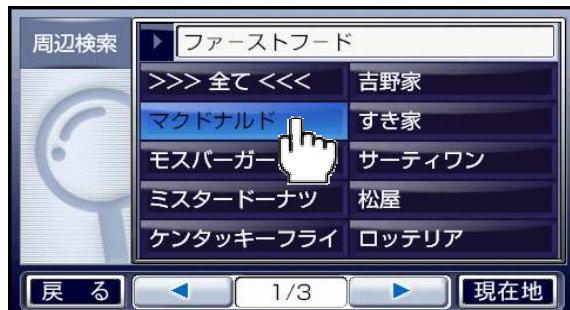 周辺検索
ファーストフード
>>> 全て <<< 吉野家
マクドナルド すき家
モスバーガー サーティワン
ミスタードーナツ 松屋
ケンタッキーフライ ロッテリア
戻 る 1/3 現在地